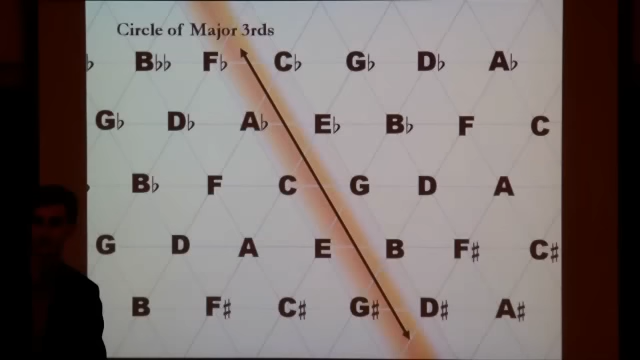 Circle of Major 3rds
♭ B♭♭ F♭ C♭ G♭ D♭ A♭
G♭ D♭ A♭ E♭ B♭ F C
B♭ F C G D A
G D A E B F♯ C♯
B F♯ C♯ G♯ D♯ A♯